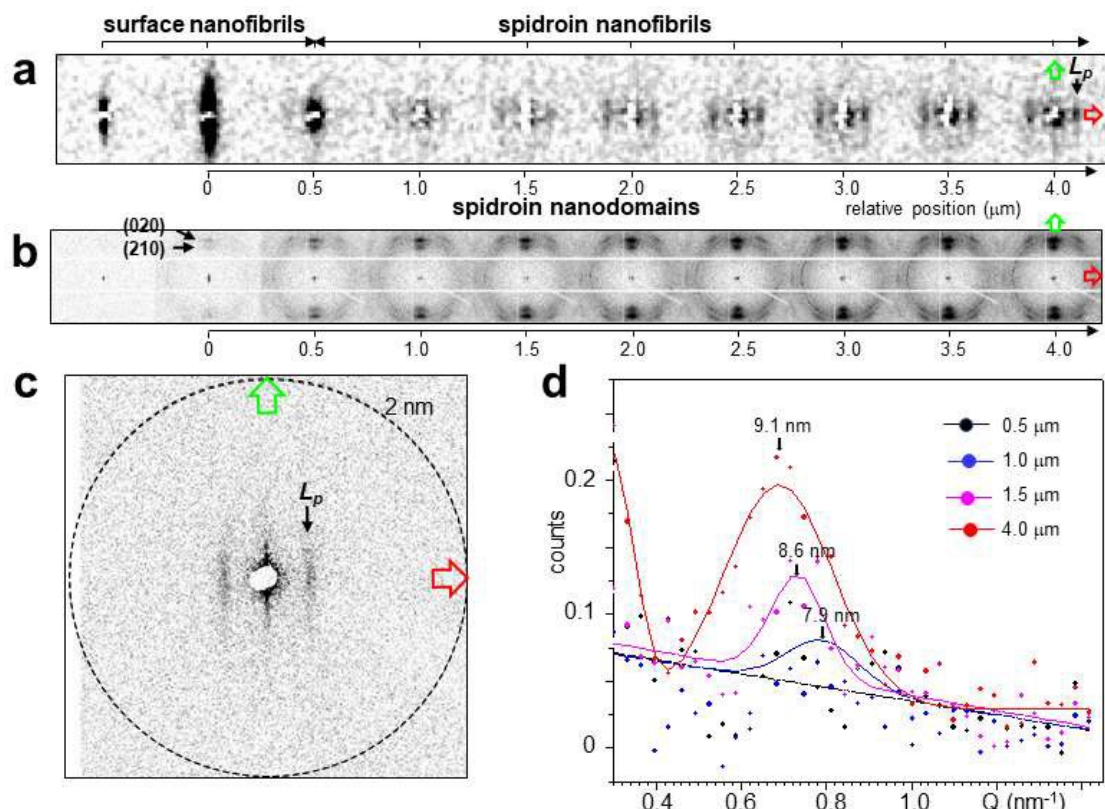 surface nanofibrils spidroin nanofibrils
a
L_p
0 0.5 1.0 1.5 2.0 2.5 3.0 3.5 4.0
spidroin nanodomains relative position (μm)
(020)
(210)
b
0 0.5 1.0 1.5 2.0 2.5 3.0 3.5 4.0
c
2 nm
L_p
d
9.1 nm
8.6 nm
7.9 nm
0.5 μm
1.0 μm
1.5 μm
4.0 μm
counts
0.2
0.1
0
0.4 0.6 0.8 1.0 Q (nm⁻¹)